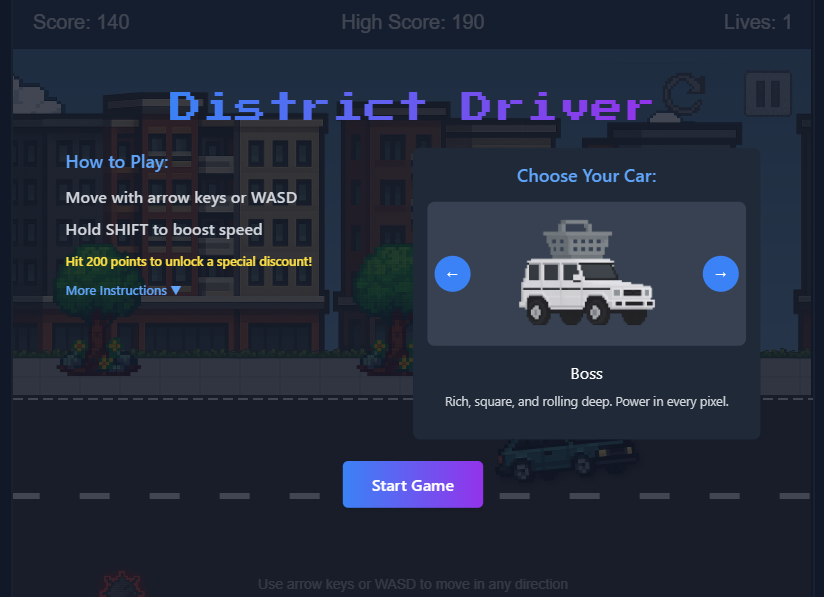 Score: 140
High Score: 190
Lives: 1
District Driver
How to Play:
Move with arrow keys or WASD
Hold SHIFT to boost speed
Hit 200 points to unlock a special discount!
More Instructions ▼
Choose Your Car:
← →
Boss
Rich, square, and rolling deep. Power in every pixel.
Start Game
Use arrow keys or WASD to move in any direction